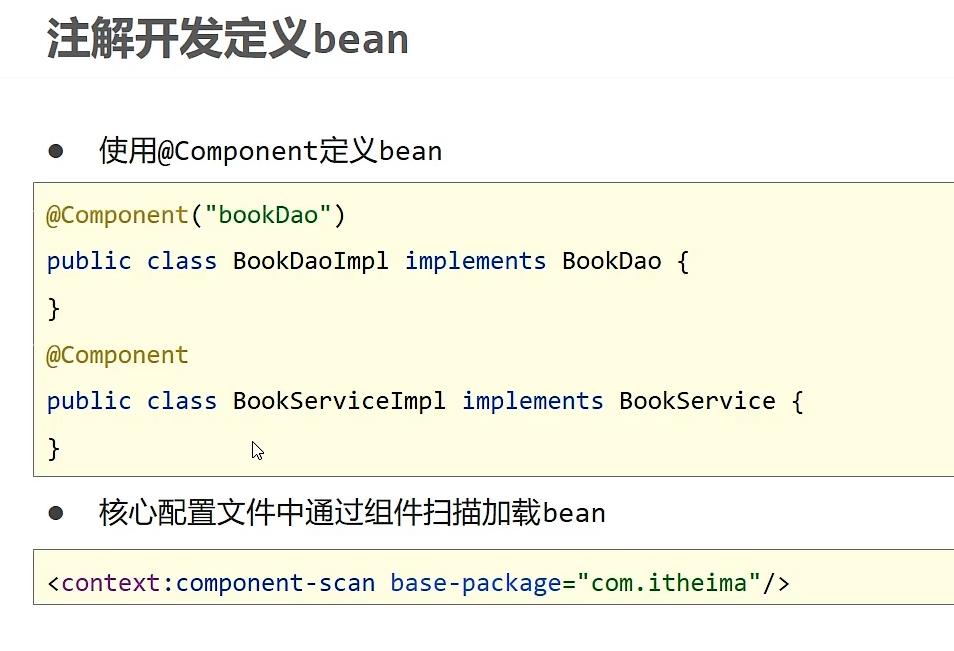 注解开发定义bean
● 使用@Component定义bean
@Component("bookDao")
public class BookDaoImpl implements BookDao {
}
@Component
public class BookServiceImpl implements BookService {
}
● 核心配置文件中通过组件扫描加载bean
<context:component-scan base-package="com.itheima"/>